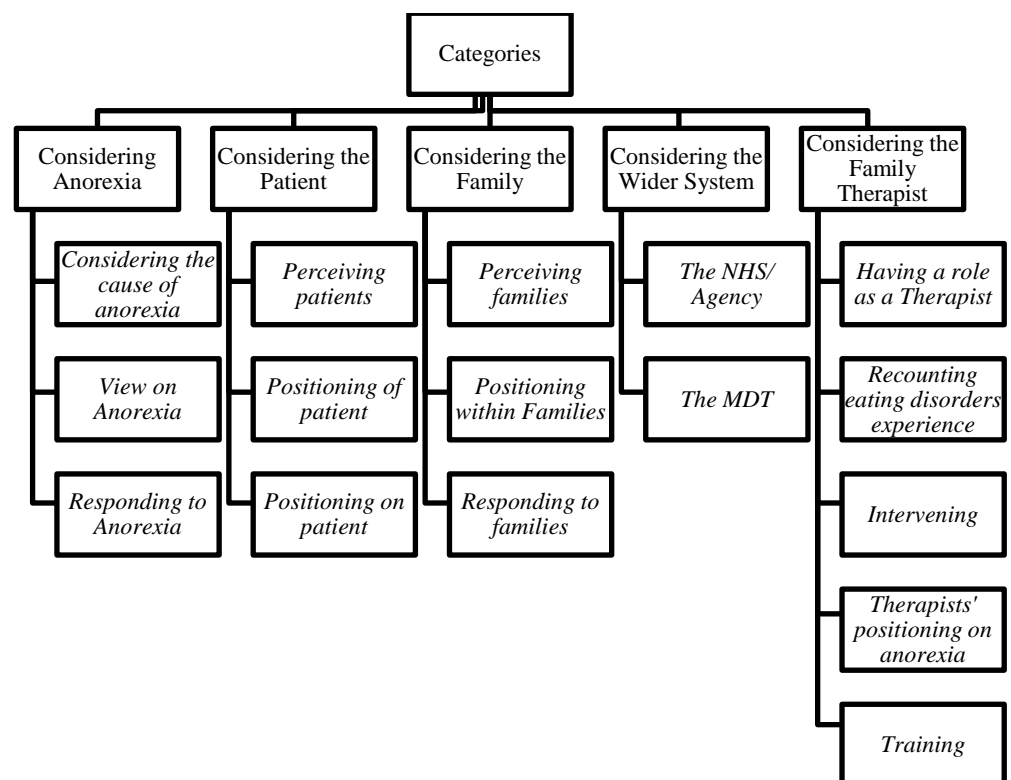 Categories
Considering
Anorexia
Considering the
cause of
anorexia
View on
Anorexia
Responding to
Anorexia
Considering the
Patient
Perceiving
patients
Positioning of
patient
Positioning on
patient
Considering the
Family
Perceiving
families
Positioning
within Families
Responding to
families
Considering the
Wider System
The NHS/
Agency
The MDT
Considering the
Family
Therapist
Having a role
as a Therapist
Recounting
eating disorders
experience
Intervening
Therapists'
positioning on
anorexia
Training